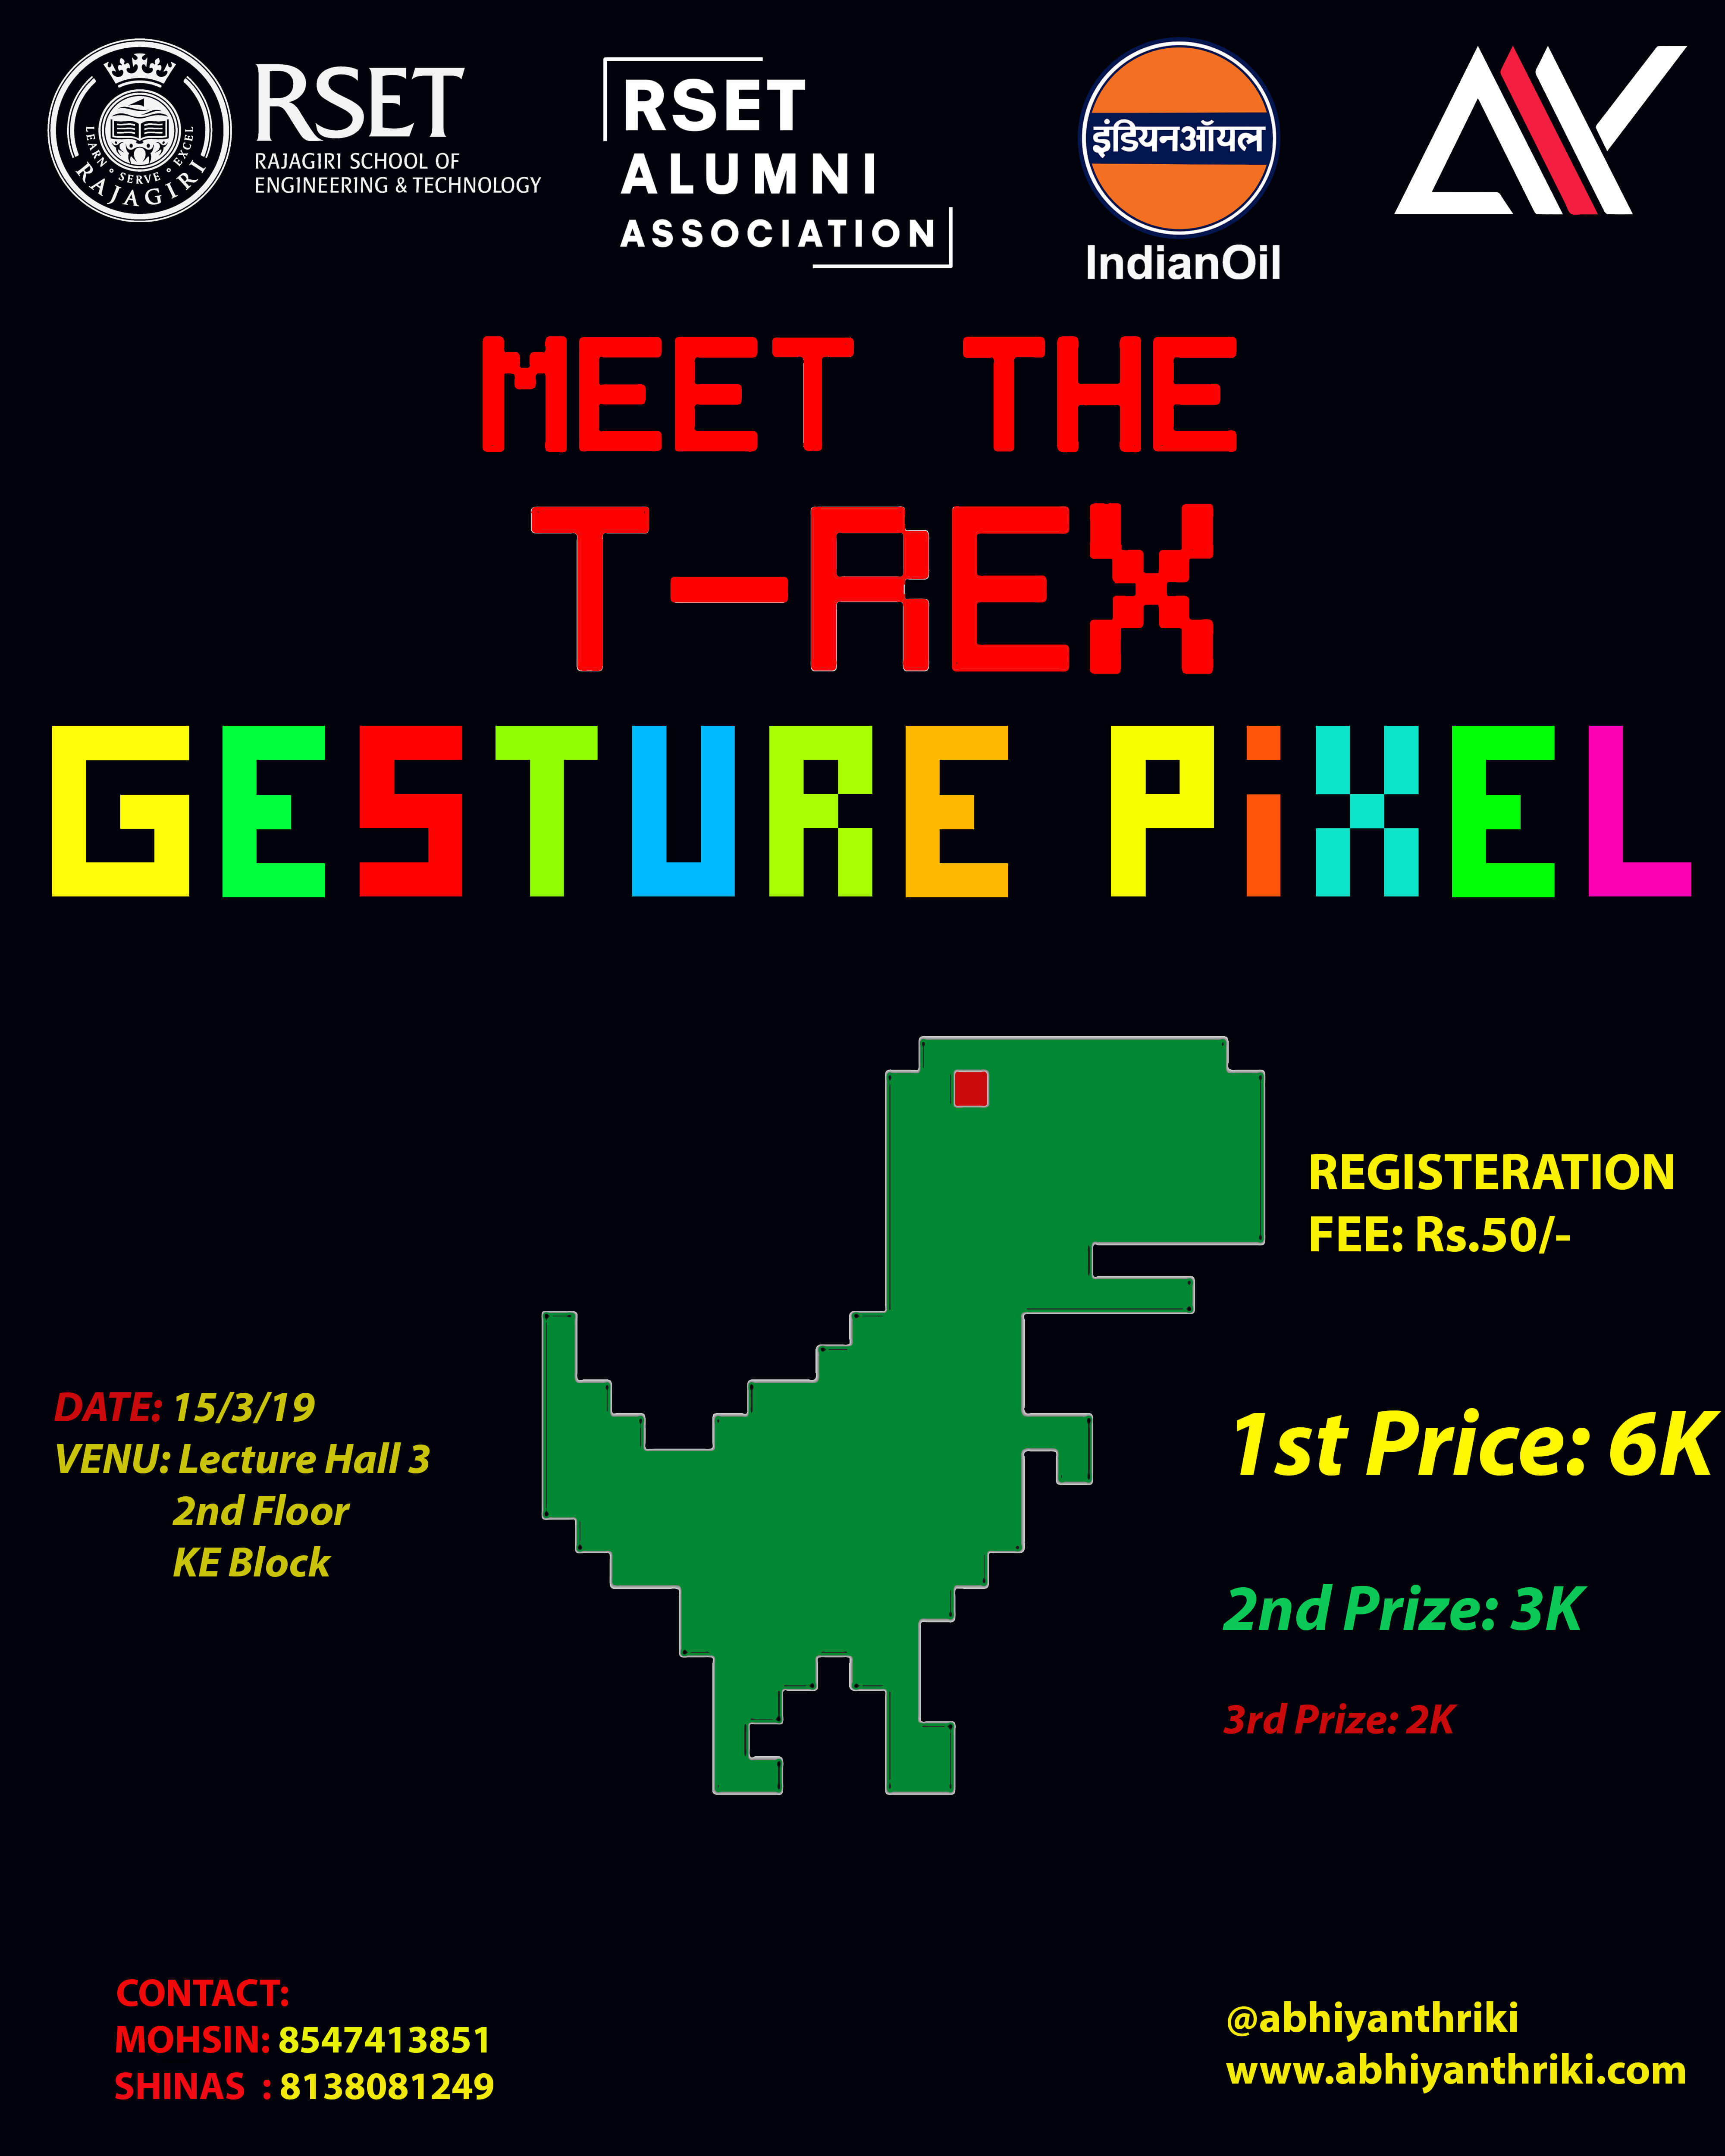 LEARN ° SERVE ° EXCEL
RAJAGIRI
RSET
RAJAGIRI SCHOOL OF
ENGINEERING & TECHNOLOGY
RSET
ALUMNI
ASSOCIATION
इंडियनऑयल
IndianOil
MEET THE
T-REX
GESTURE PiXEL
REGISTERATION
FEE: Rs.50/-
DATE: 15/3/19
VENU: Lecture Hall 3
2nd Floor
KE Block
1st Price: 6K
2nd Prize: 3K
3rd Prize: 2K
CONTACT:
MOHSIN: 8547413851
SHINAS : 8138081249
@abhiyanthriki
www.abhiyanthriki.com